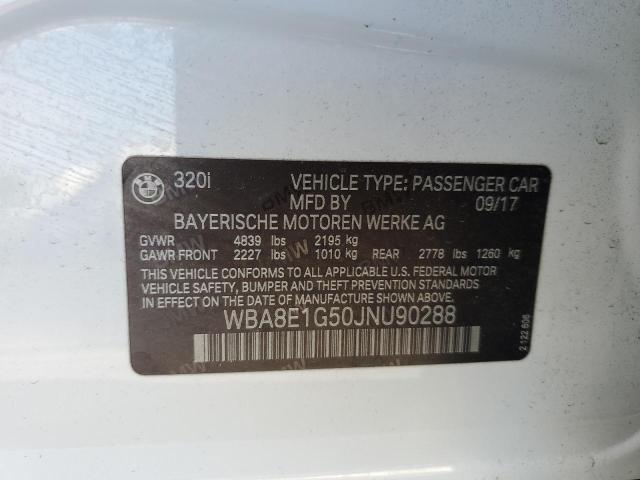 320i VEHICLE TYPE: PASSENGER CAR
MFD BY 09/17
BAYERISCHE MOTOREN WERKE AG
GVWR 4839 lbs 2195 kg
GAWR FRONT 2227 lbs 1010 kg REAR 2778 lbs 1260 kg
THIS VEHICLE CONFORMS TO ALL APPLICABLE U.S. FEDERAL MOTOR
VEHICLE SAFETY, BUMPER AND THEFT PREVENTION STANDARDS
IN EFFECT ON THE DATE OF MANUFACTURE SHOWN ABOVE.
WBA8E1G50JNU90288
2 122 606